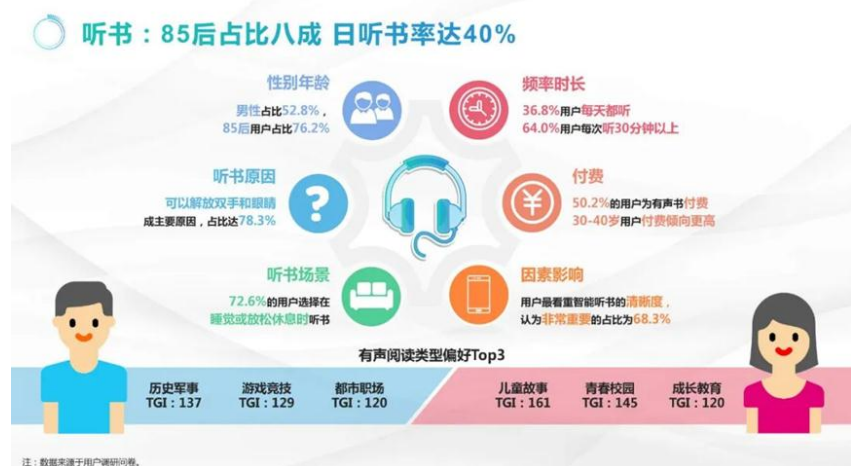 听书：85后占比八成 日听书率达40%
性别年龄
男性占比52.8%，
85后用户占比76.2%
频率时长
36.8%用户每天都听
64.0%用户每次听30分钟以上
听书原因
可以解放双手和眼睛
成主要原因，占比达78.3%
付费
50.2%的用户为有声书付费
30-40岁用户付费倾向更高
听书场景
72.6%的用户选择在
睡觉或放松休息时听书
因素影响
用户最看重智能听书的清晰度，
认为非常重要的占比为68.3%
有声阅读类型偏好Top3
历史军事 游戏竞技 都市职场 儿童故事 青春校园 成长教育
TGI：137 TGI：129 TGI：120 TGI：161 TGI：145 TGI：120
注：数据来源于用户调研问卷。